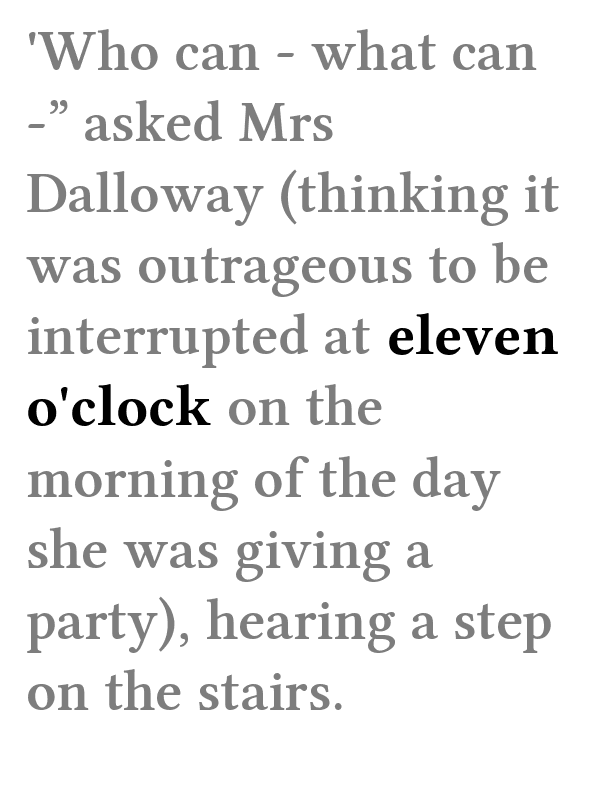 'Who can - what can
-” asked Mrs
Dalloway (thinking it
was outrageous to be
interrupted at eleven
o'clock on the
morning of the day
she was giving a
party), hearing a step
on the stairs.